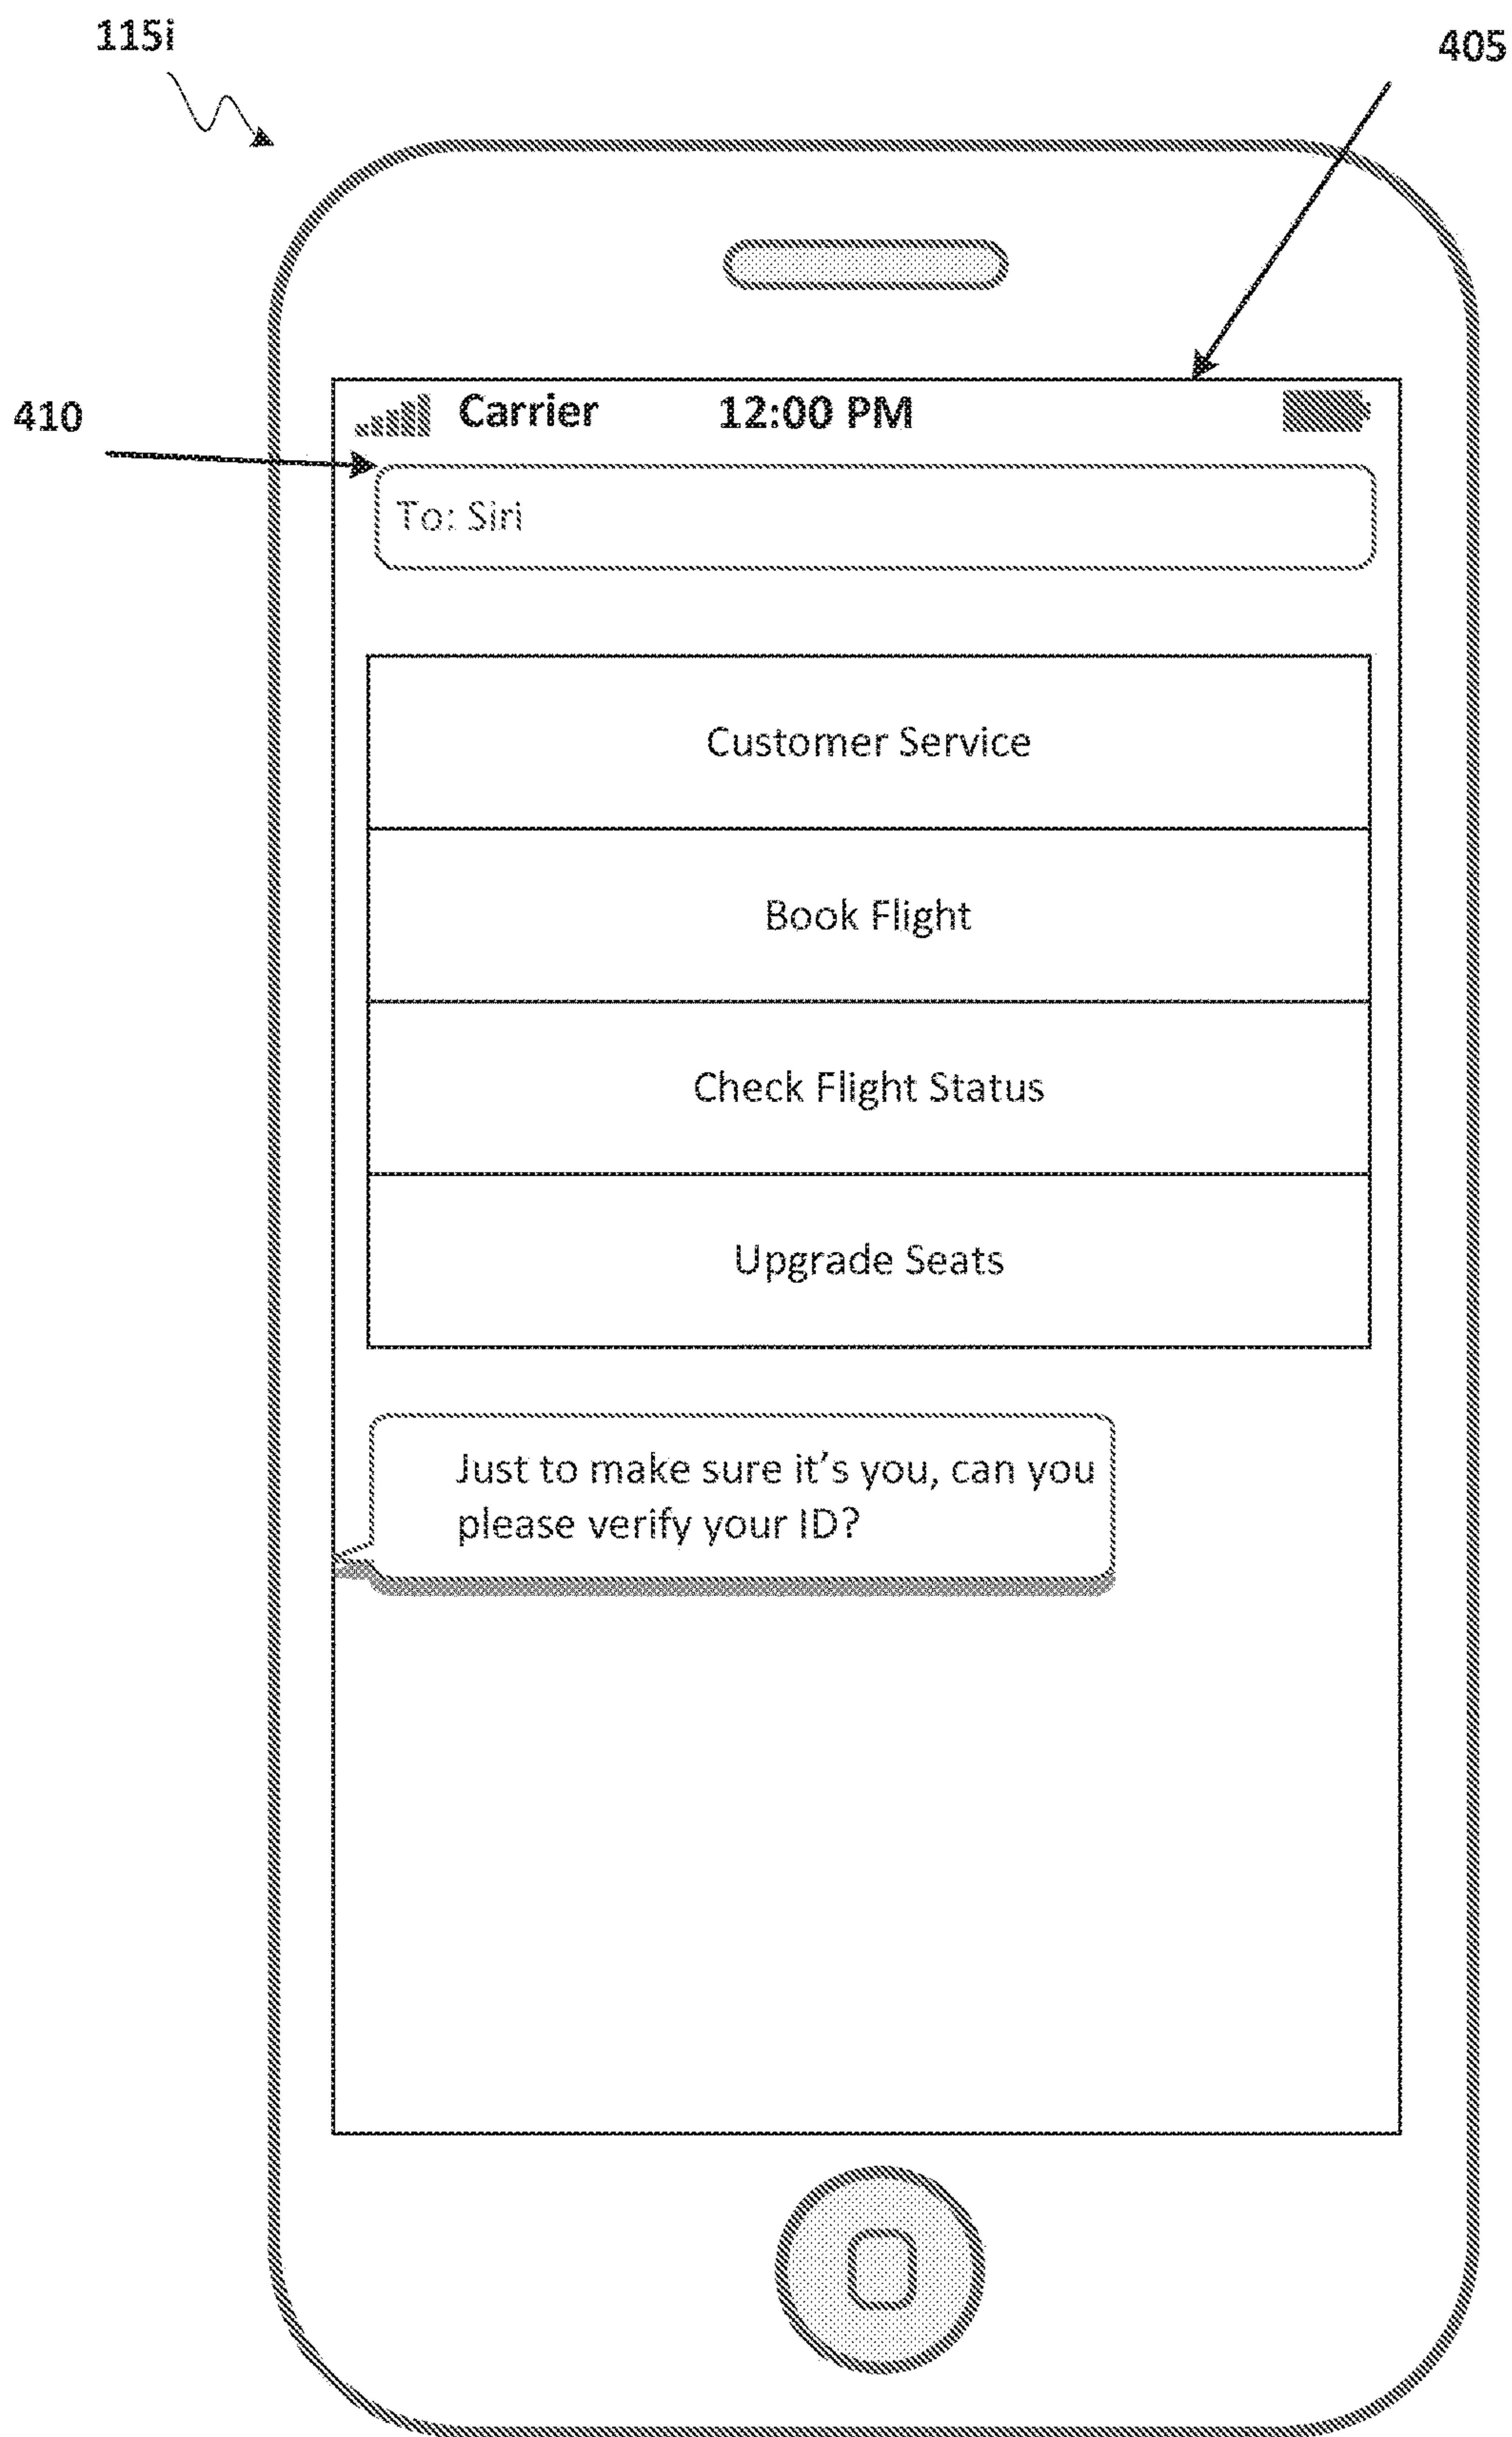 115i
405
410
Carrier 12:00 PM
To: Siri
Customer Service
Book Flight
Check Flight Status
Upgrade Seats
Just to make sure it's you, can you
please verify your ID?